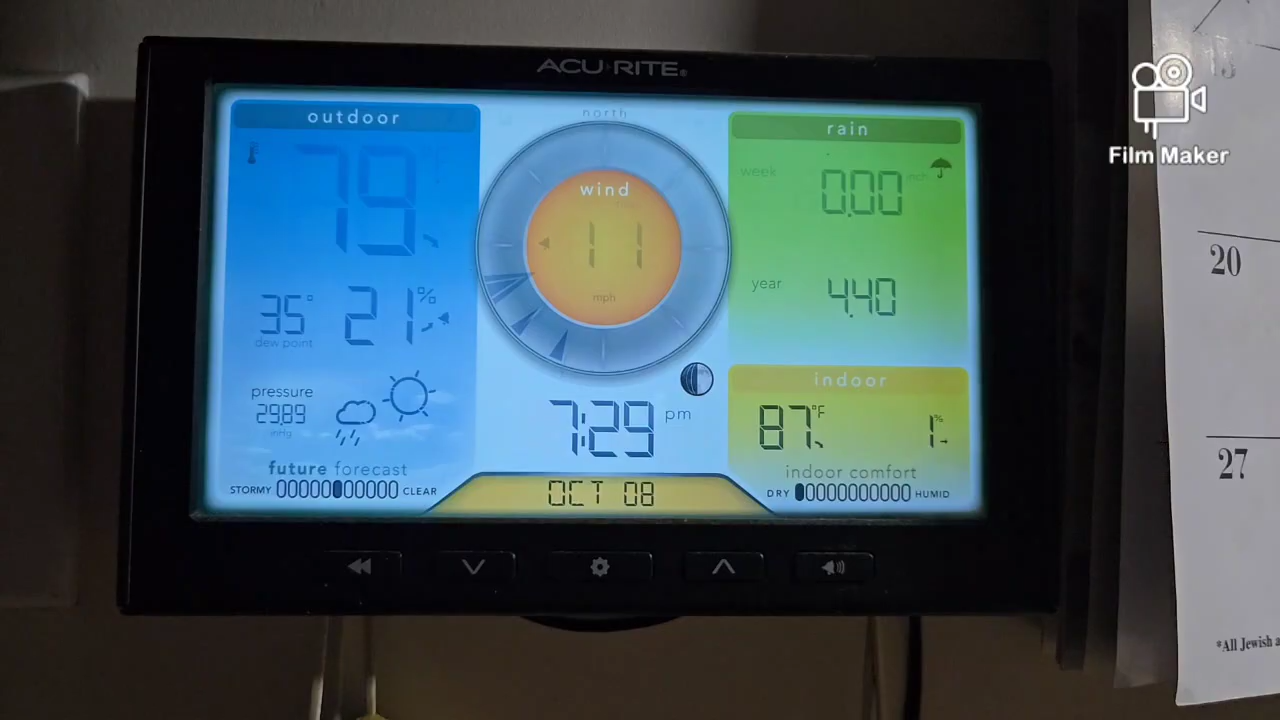 ACU RITE®
outdoor
79°F
35°
dew point
21%
pressure
29.89
inHg
future forecast
STORMY
CLEAR
north
wind
11
mph
7:29 pm
OCT 08
rain
week
0.00
inch
year
4.40
indoor
87°F
1%
indoor comfort
DRY
HUMID
Film Maker
13
20
27
*All Jewish a